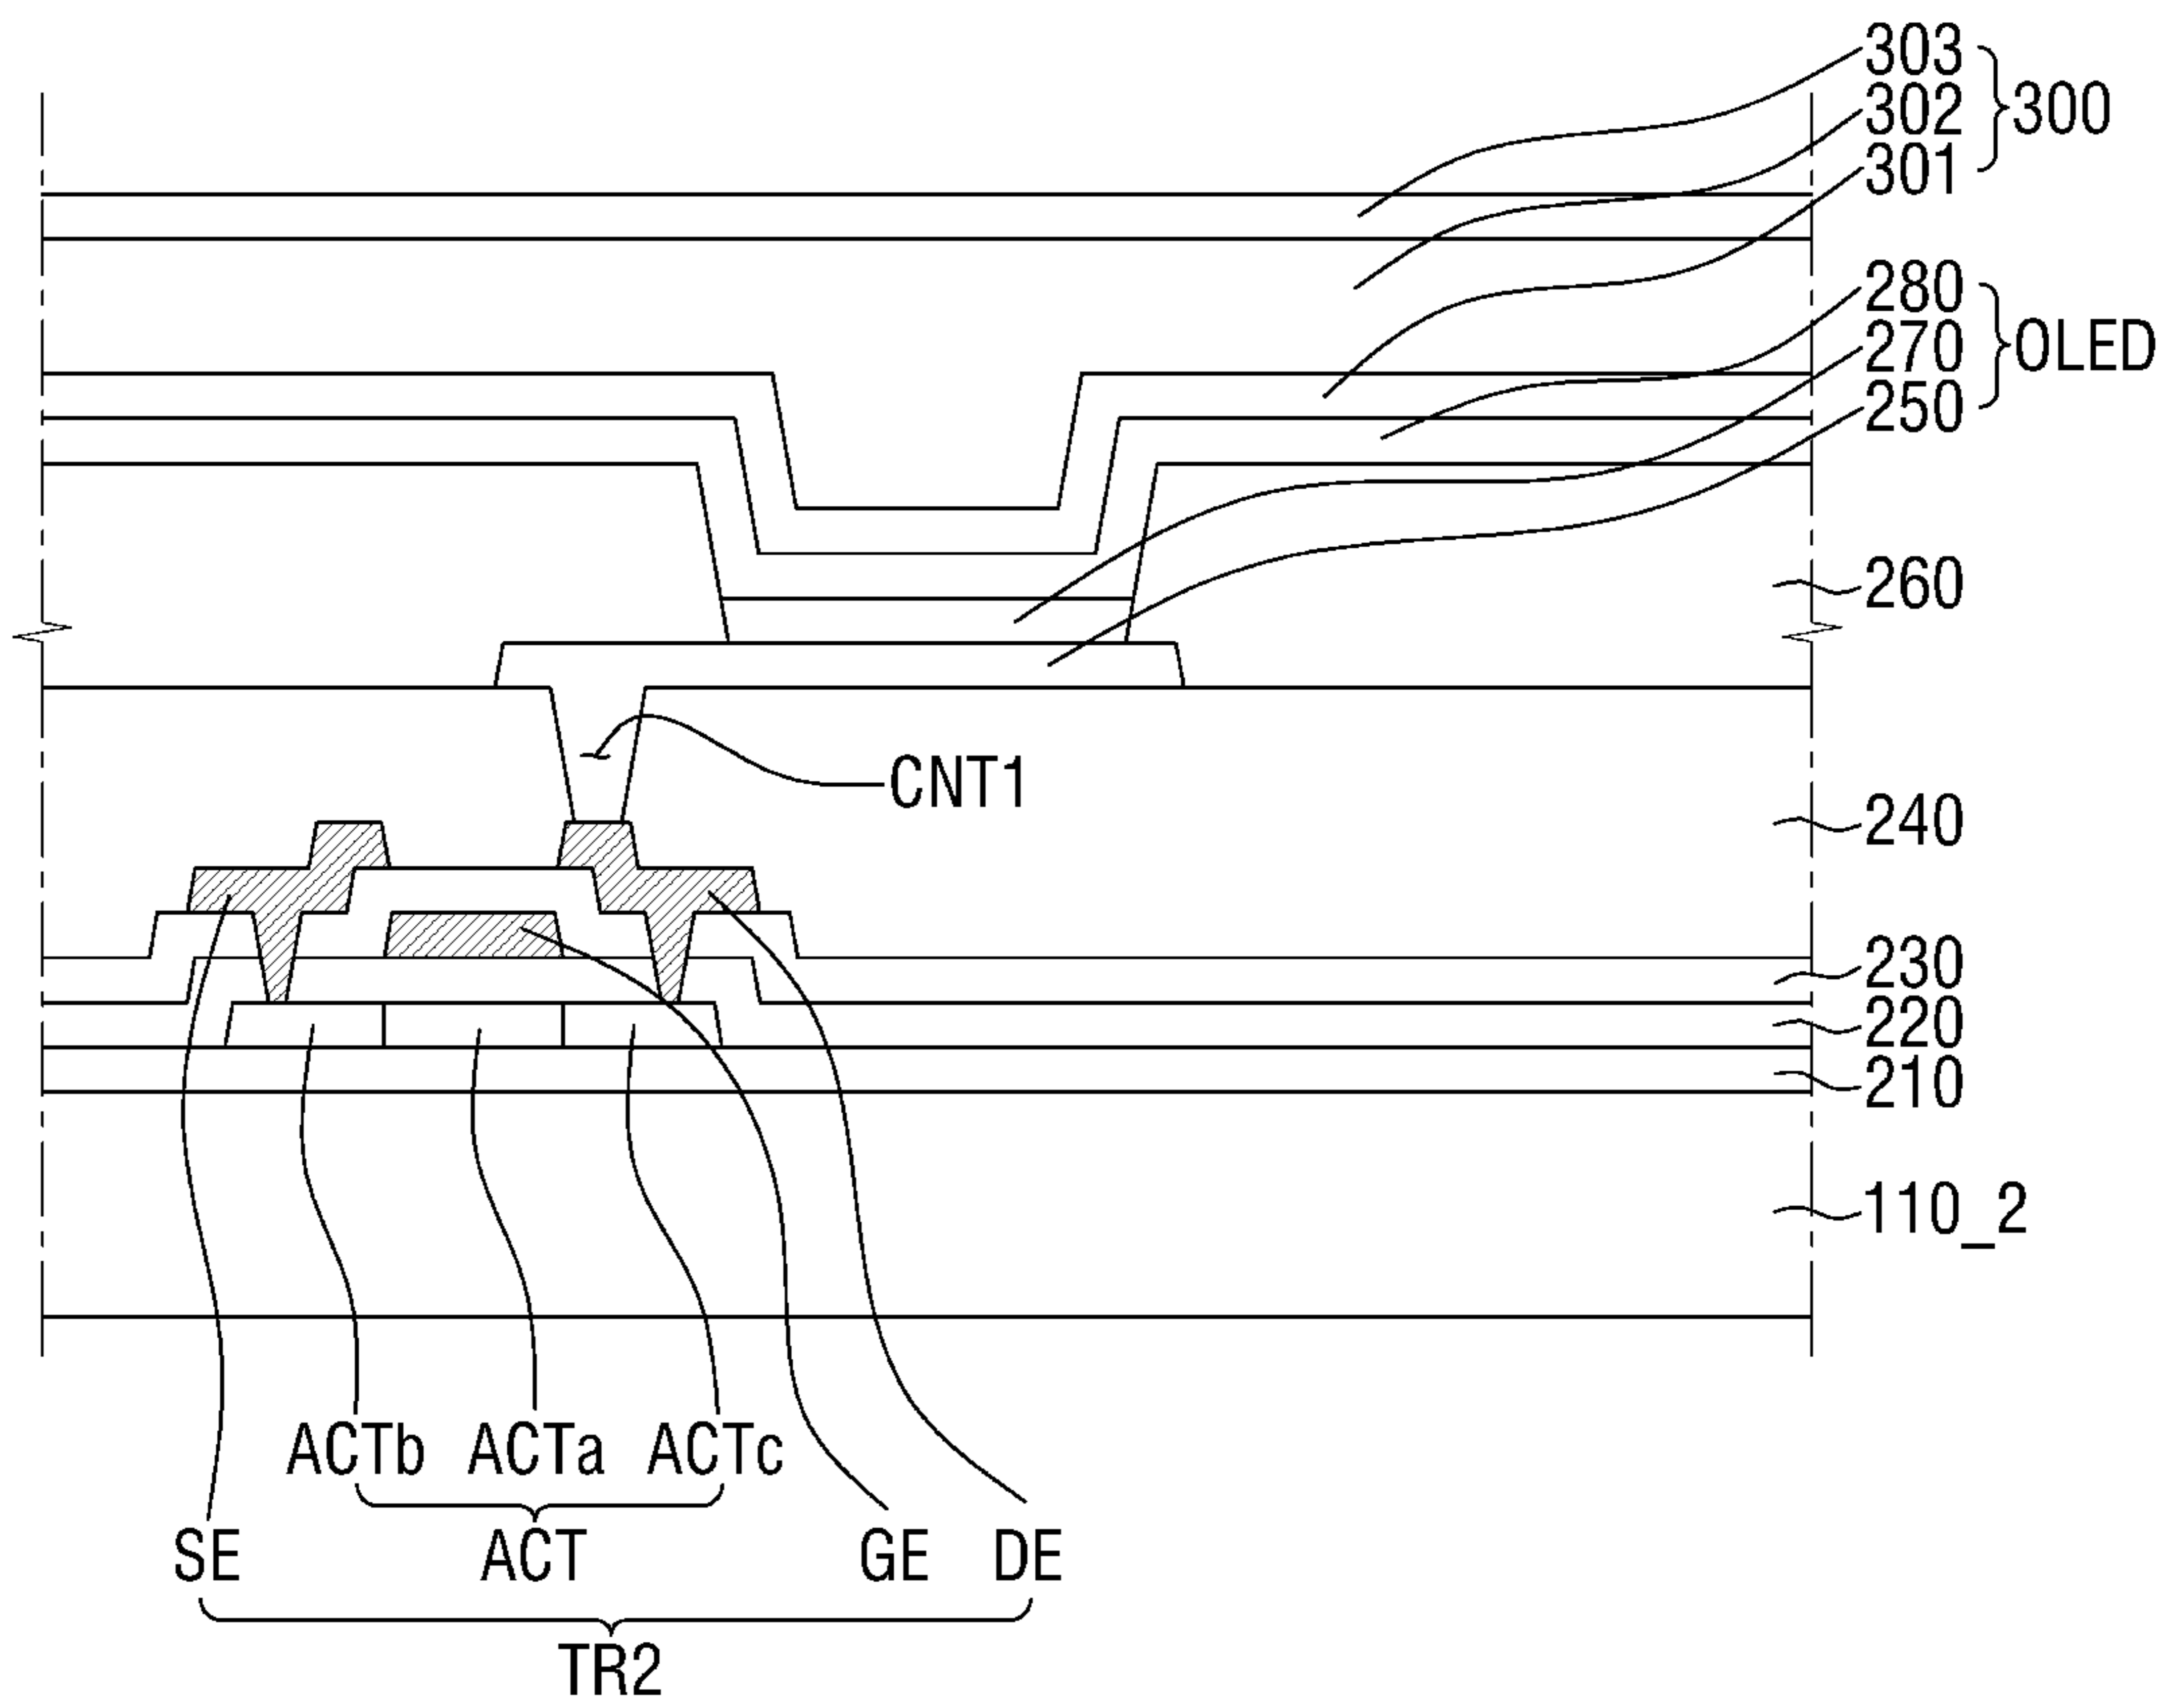 303
302
300
301
280
270
OLED
250
260
CNT1
240
230
220
210
110_2
ACTb ACTa ACTc
SE ACT GE DE
TR2